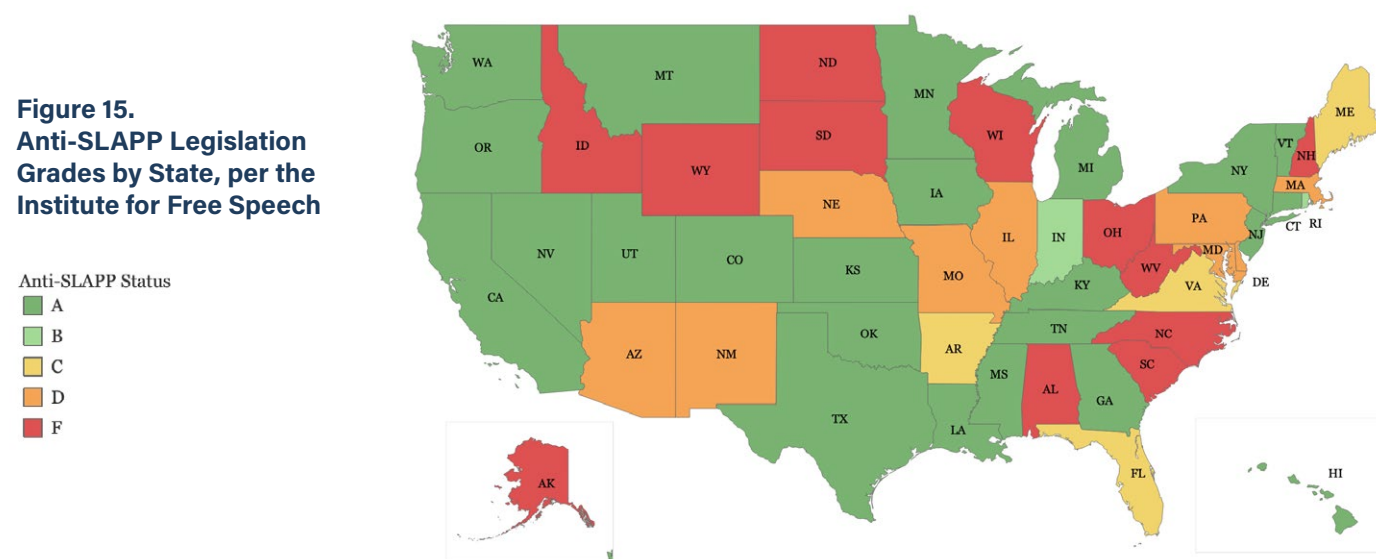 Figure 15.
Anti-SLAPP Legislation
Grades by State, per the
Institute for Free Speech
Anti-SLAPP Status
A
B
C
D
F
WA
MT
ND
MN
OR
ID
WY
SD
WI
MI
NY
VT
NH
ME
MA
CT
RI
NV
UT
CO
NE
IA
IL
IN
OH
PA
NJ
MD
DE
CA
KS
MO
KY
WV
VA
AZ
NM
OK
AR
TN
NC
SC
TX
LA
MS
AL
GA
FL
AK
HI